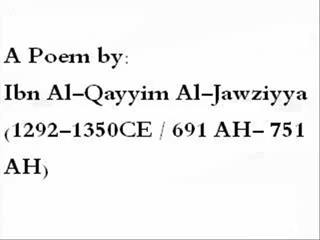 A Poem by:
Ibn Al-Qayyim Al-Jawziyya
(1292-1350CE / 691 AH- 751
AH)